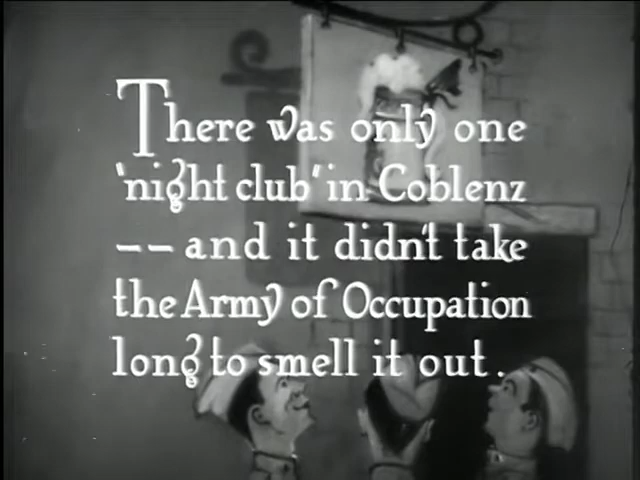 There was only one
"night club" in Coblenz
-- and it didn't take
the Army of Occupation
long to smell it out.